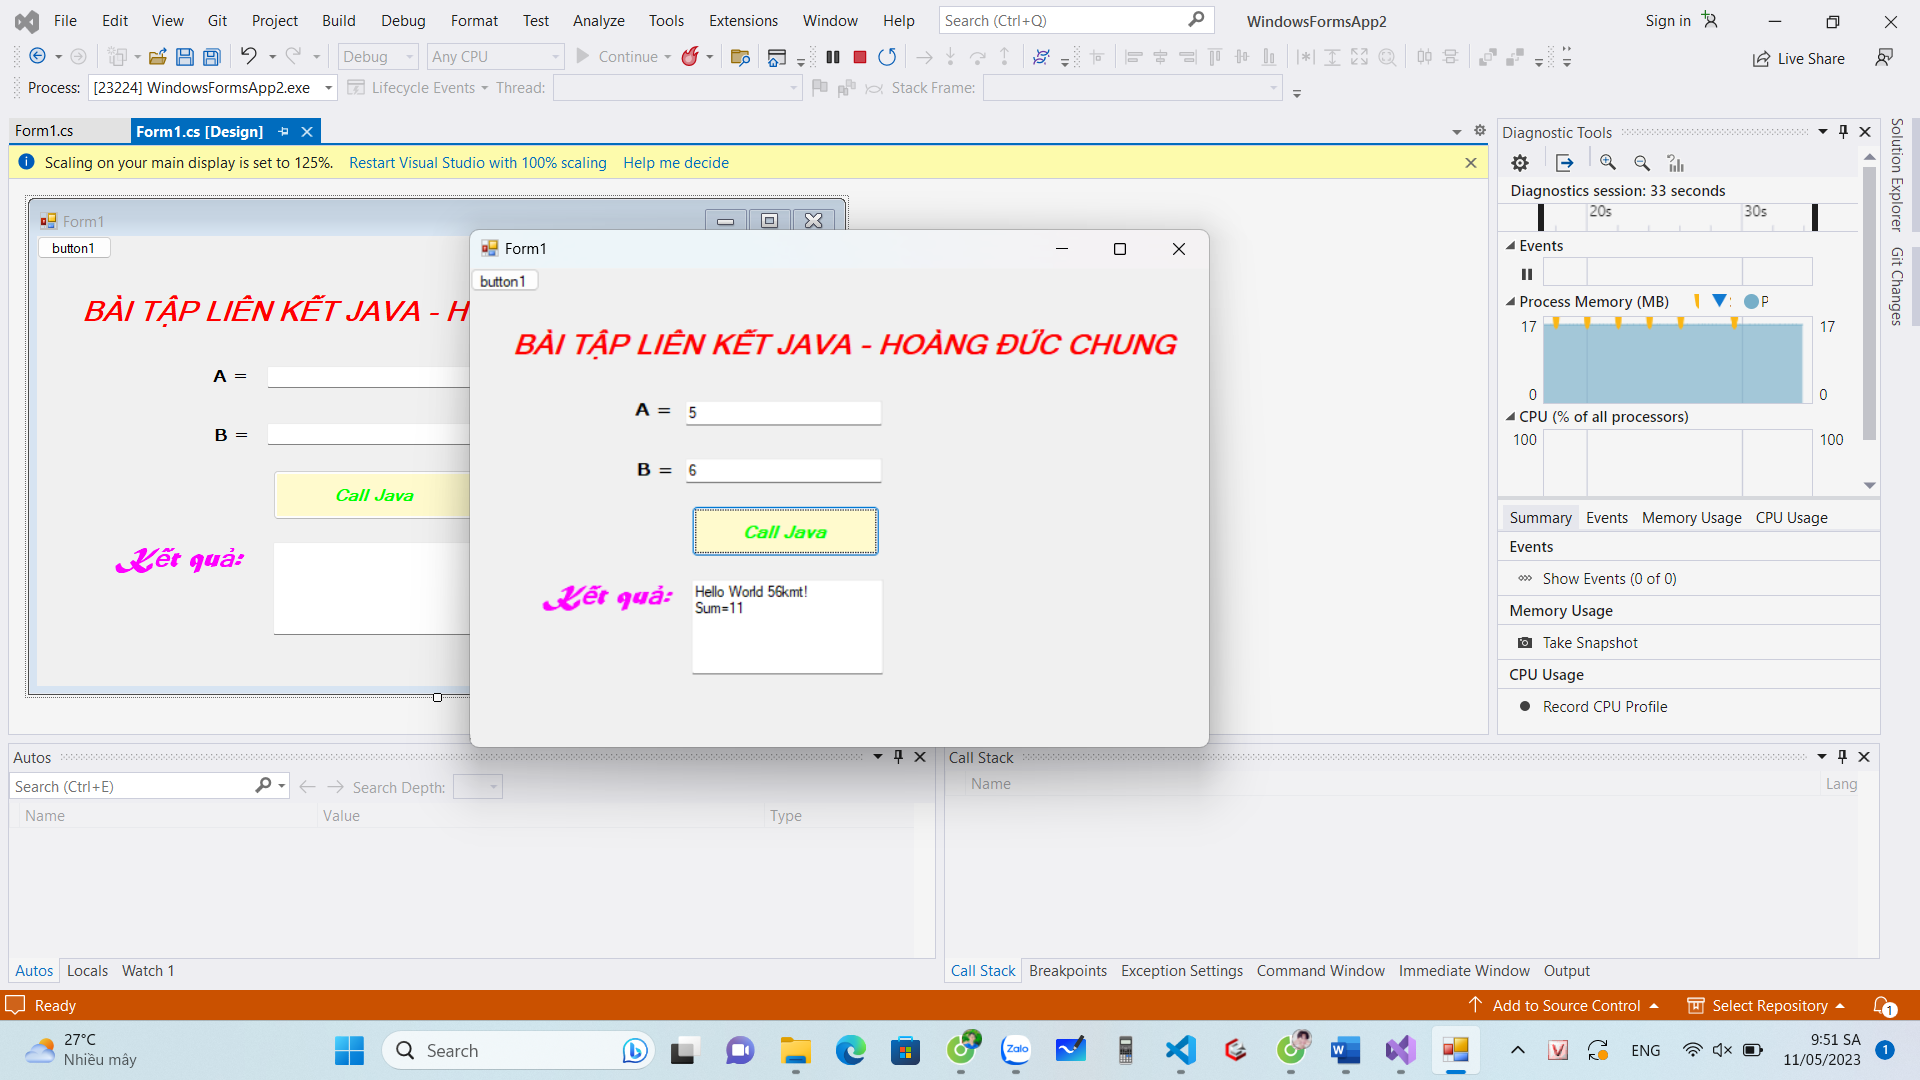 File Edit View Git Project Build Debug Format Test Analyze Tools Extensions Window Help Search (Ctrl+Q) WindowsFormsApp2 Sign in
Debug Any CPU Continue Live Share
Process: [23224] WindowsFormsApp2.exe Lifecycle Events Thread: Stack Frame:
Form1.cs Form1.cs [Design]
Scaling on your main display is set to 125%. Restart Visual Studio with 100% scaling Help me decide
Form1
button1
BÀI TẬP LIÊN KẾT JAVA - H
A =
B =
Call Java
Kết quả:
Form1
button1
BÀI TẬP LIÊN KẾT JAVA - HOÀNG ĐỨC CHUNG
A = 5
B = 6
Call Java
Kết quả:
Hello World 56kmt!
Sum=11
Diagnostic Tools
Diagnostics session: 33 seconds
20s 30s
Events
Process Memory (MB) P
17 17
0 0
CPU (% of all processors)
100 100
Summary Events Memory Usage CPU Usage
Events
Show Events (0 of 0)
Memory Usage
Take Snapshot
CPU Usage
Record CPU Profile
Solution Explorer
Git Changes
Autos
Search (Ctrl+E) Search Depth:
Name Value Type
Autos Locals Watch 1
Call Stack
Name Lang
Call Stack Breakpoints Exception Settings Command Window Immediate Window Output
Ready Add to Source Control Select Repository 1
27°C
Nhiều mây
Search
Zalo
ENG
9:51 SA
11/05/2023
1